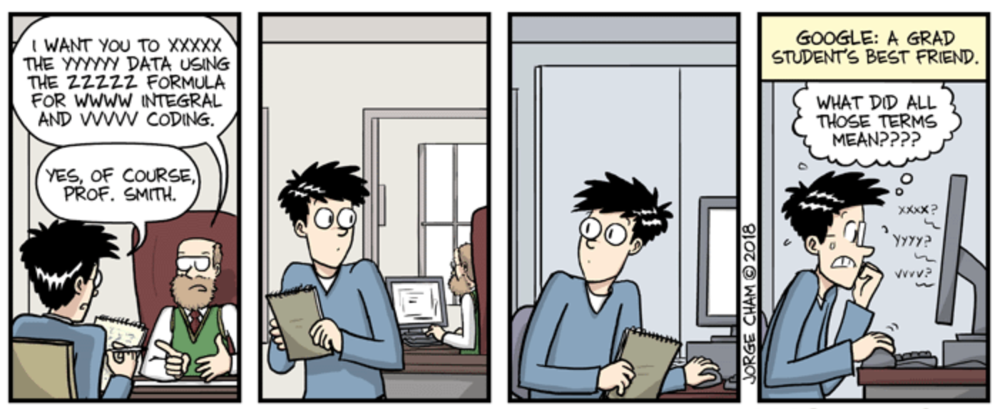 I WANT YOU TO XXXXX
THE YYYYYY DATA USING
THE ZZZZZ FORMULA
FOR WWWW INTEGRAL
AND VVVVV CODING.
YES, OF COURSE,
PROF. SMITH.
JORGE CHAM © 2018
GOOGLE: A GRAD
STUDENT'S BEST FRIEND.
WHAT DID ALL
THOSE TERMS
MEAN????
XXXX?
YYYY?
VVVV?